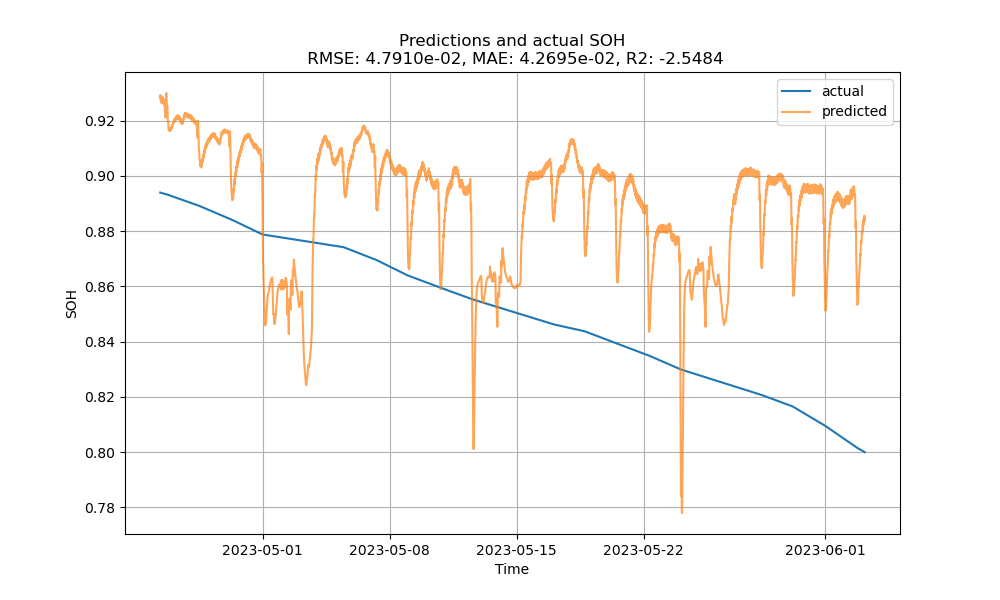 Predictions and actual SOH
RMSE: 4.7910e-02, MAE: 4.2695e-02, R2: -2.5484
actual
predicted
0.92
0.90
0.88
0.86
0.84
0.82
0.80
0.78
SOH
2023-05-01
2023-05-08
2023-05-15
2023-05-22
2023-06-01
Time